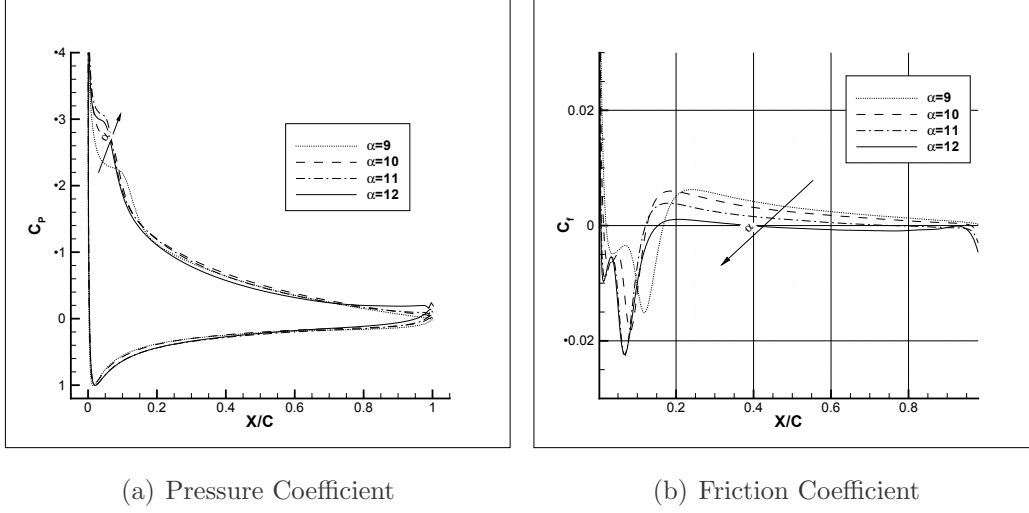 •4
•3
•2
•1
0
1
C_P
0
0.2
0.4
0.6
0.8
1
X/C
α
α=9
α=10
α=11
α=12
0.02
0
•0.02
C_f
0.2
0.4
0.6
0.8
X/C
α
α=9
α=10
α=11
α=12
(a) Pressure Coefficient
(b) Friction Coefficient